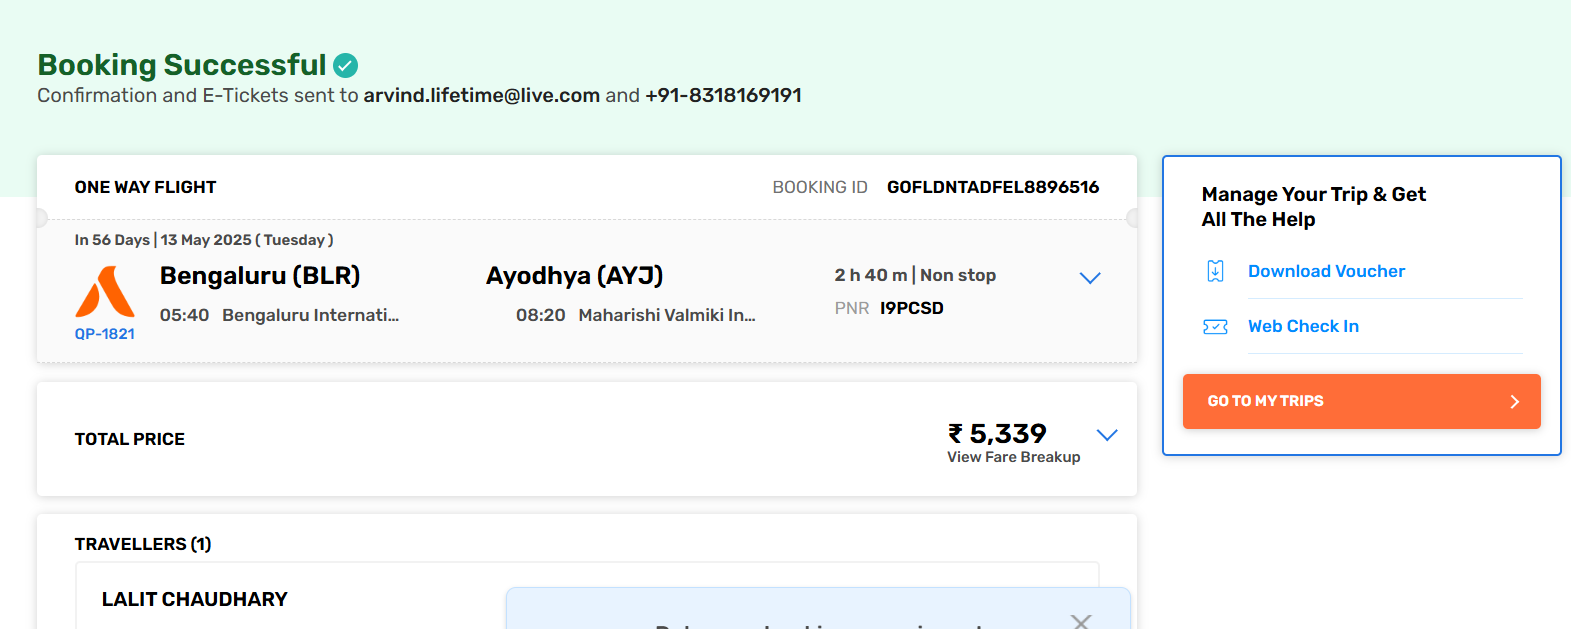 Booking Successful
Confirmation and E-Tickets sent to arvind.lifetime@live.com and +91-8318169191
ONE WAY FLIGHT
BOOKING ID GOFLDNTADFEL8896516
In 56 Days | 13 May 2025 ( Tuesday )
Bengaluru (BLR) Ayodhya (AYJ) 2 h 40 m | Non stop
05:40 Bengaluru Internati... 08:20 Maharishi Valmiki In... PNR I9PCSD
QP-1821
TOTAL PRICE
₹ 5,339
View Fare Breakup
TRAVELLERS (1)
LALIT CHAUDHARY
Manage Your Trip & Get
All The Help
Download Voucher
Web Check In
GO TO MY TRIPS